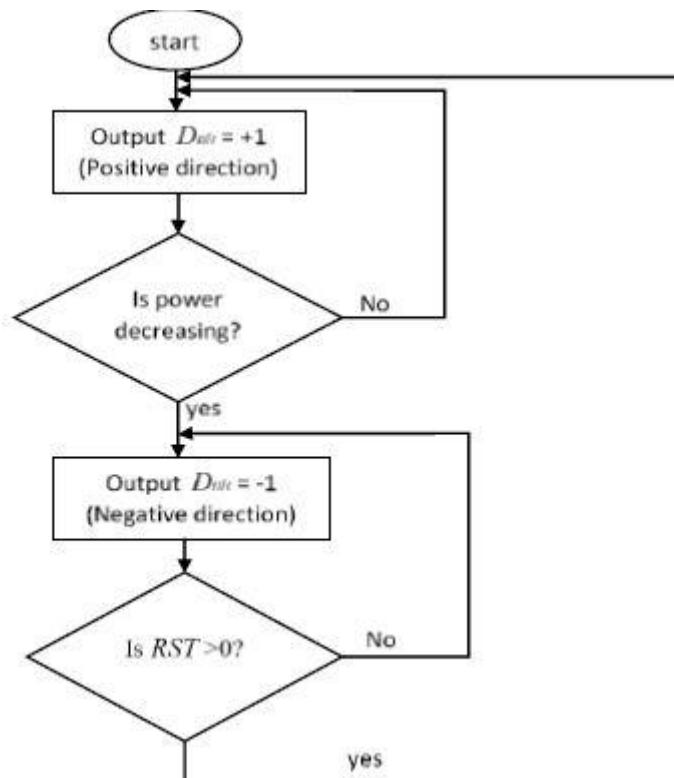 start
Output D = +1
(Positive direction)
Is power
decreasing?
No
yes
Output D = -1
(Negative direction)
Is RST >0?
No
yes